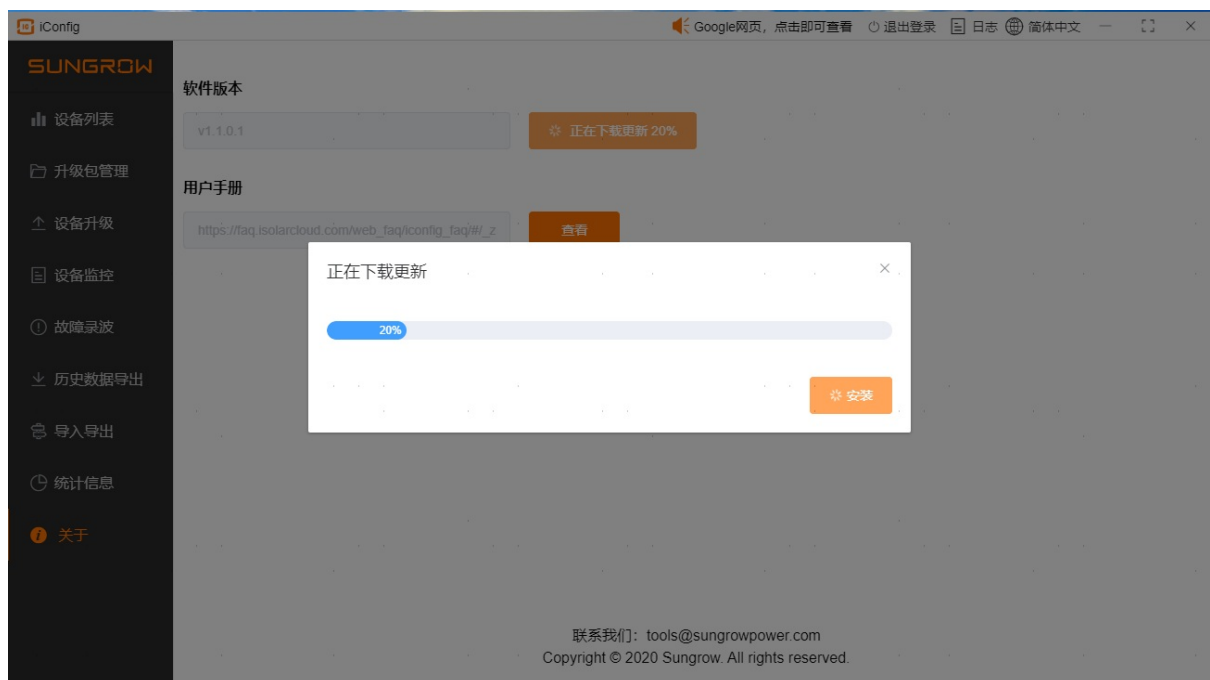 iConfig
Google网页，点击即可查看 退出登录 日志 简体中文
SUNGROW
设备列表
升级包管理
设备升级
设备监控
故障录波
历史数据导出
导入导出
统计信息
关于
软件版本
v1.1.0.1
正在下载更新 20%
用户手册
https://faq.isolarcloud.com/web_faq/iconfig_faq/#/_z
查看
正在下载更新
20%
安装
联系我们：tools@sungrowpower.com
Copyright © 2020 Sungrow. All rights reserved.